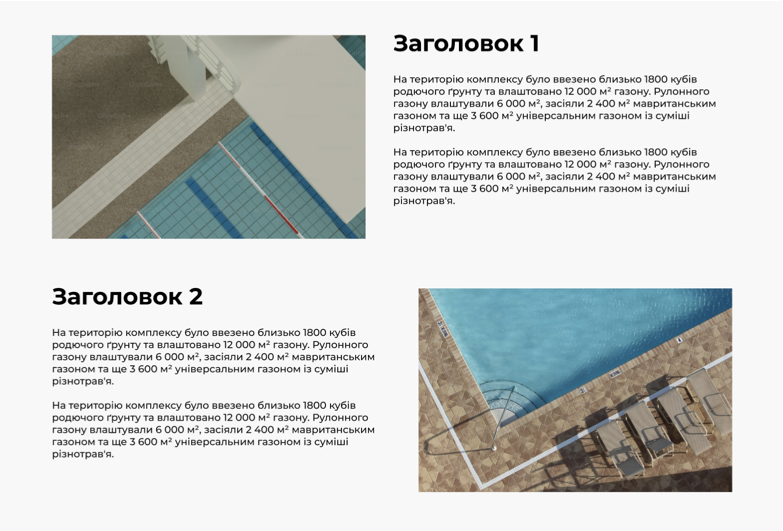 Заголовок 1
На територію комплексу було ввезено близько 1800 кубів
родючого ґрунту та влаштовано 12 000 м² газону. Рулонного
газону влаштували 6 000 м², засіяли 2 400 м² мавританським
газоном та ще 3 600 м² універсальним газоном із суміші
різнотрав'я.
На територію комплексу було ввезено близько 1800 кубів
родючого ґрунту та влаштовано 12 000 м² газону. Рулонного
газону влаштували 6 000 м², засіяли 2 400 м² мавританським
газоном та ще 3 600 м² універсальним газоном із суміші
різнотрав'я.
Заголовок 2
На територію комплексу було ввезено близько 1800 кубів
родючого ґрунту та влаштовано 12 000 м² газону. Рулонного
газону влаштували 6 000 м², засіяли 2 400 м² мавританським
газоном та ще 3 600 м² універсальним газоном із суміші
різнотрав'я.
На територію комплексу було ввезено близько 1800 кубів
родючого ґрунту та влаштовано 12 000 м² газону. Рулонного
газону влаштували 6 000 м², засіяли 2 400 м² мавританським
газоном та ще 3 600 м² універсальним газоном із суміші
різнотрав'я.